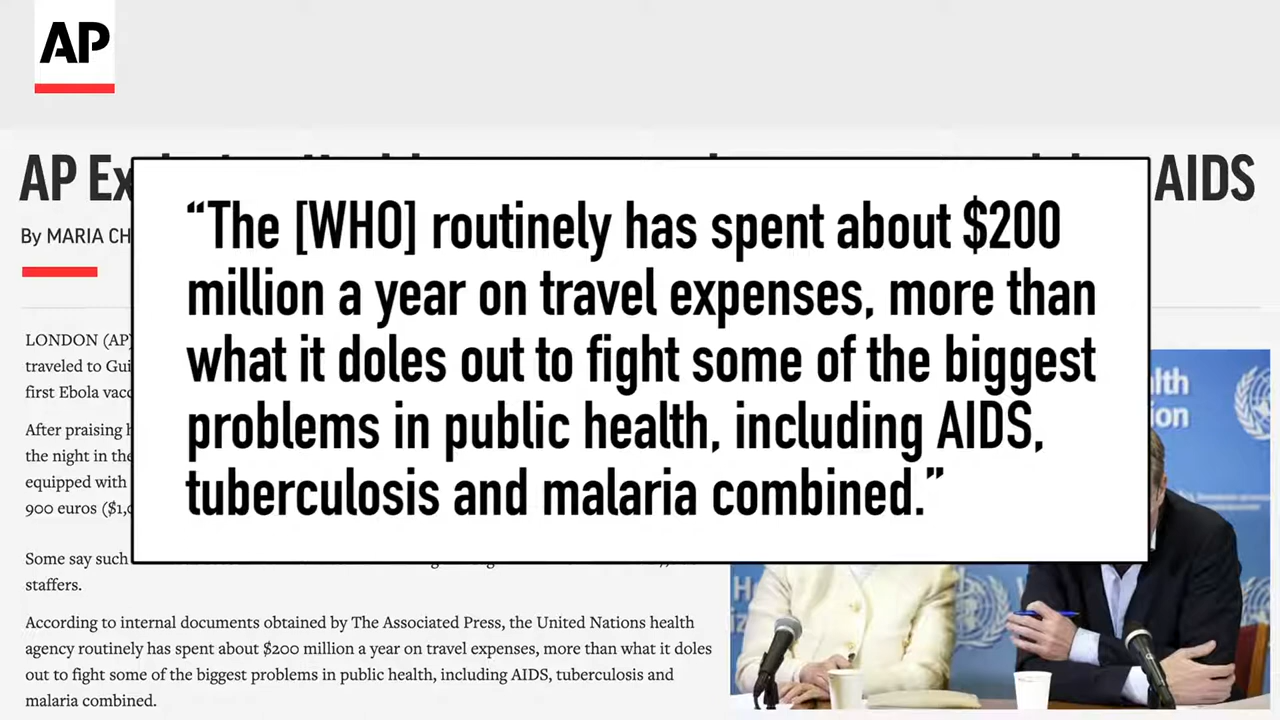 AP
AP Ex
AIDS
By MARIA CH
“The [WHO] routinely has spent about $200
million a year on travel expenses, more than
what it doles out to fight some of the biggest
problems in public health, including AIDS,
tuberculosis and malaria combined.”
LONDON (AP)
traveled to Gui
first Ebola vacc
After praising h
the night in the
equipped with
900 euros ($1,0
Some say such
staffers.
According to internal documents obtained by The Associated Press, the United Nations health
agency routinely has spent about $200 million a year on travel expenses, more than what it doles
out to fight some of the biggest problems in public health, including AIDS, tuberculosis and
malaria combined.
lth
ion